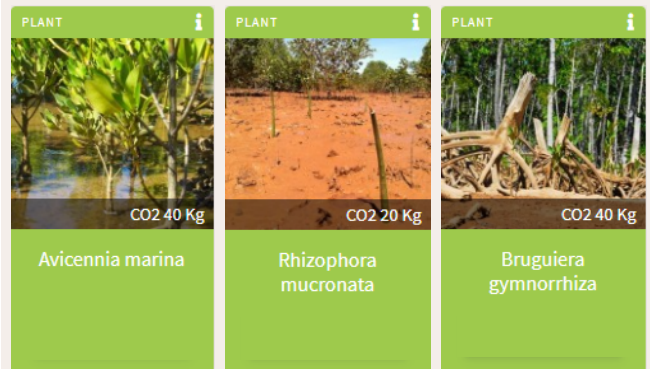 PLANT
CO2 40 Kg
Avicennia marina
PLANT
CO2 20 Kg
Rhizophora
mucronata
PLANT
CO2 40 Kg
Bruguiera
gymnorrhiza